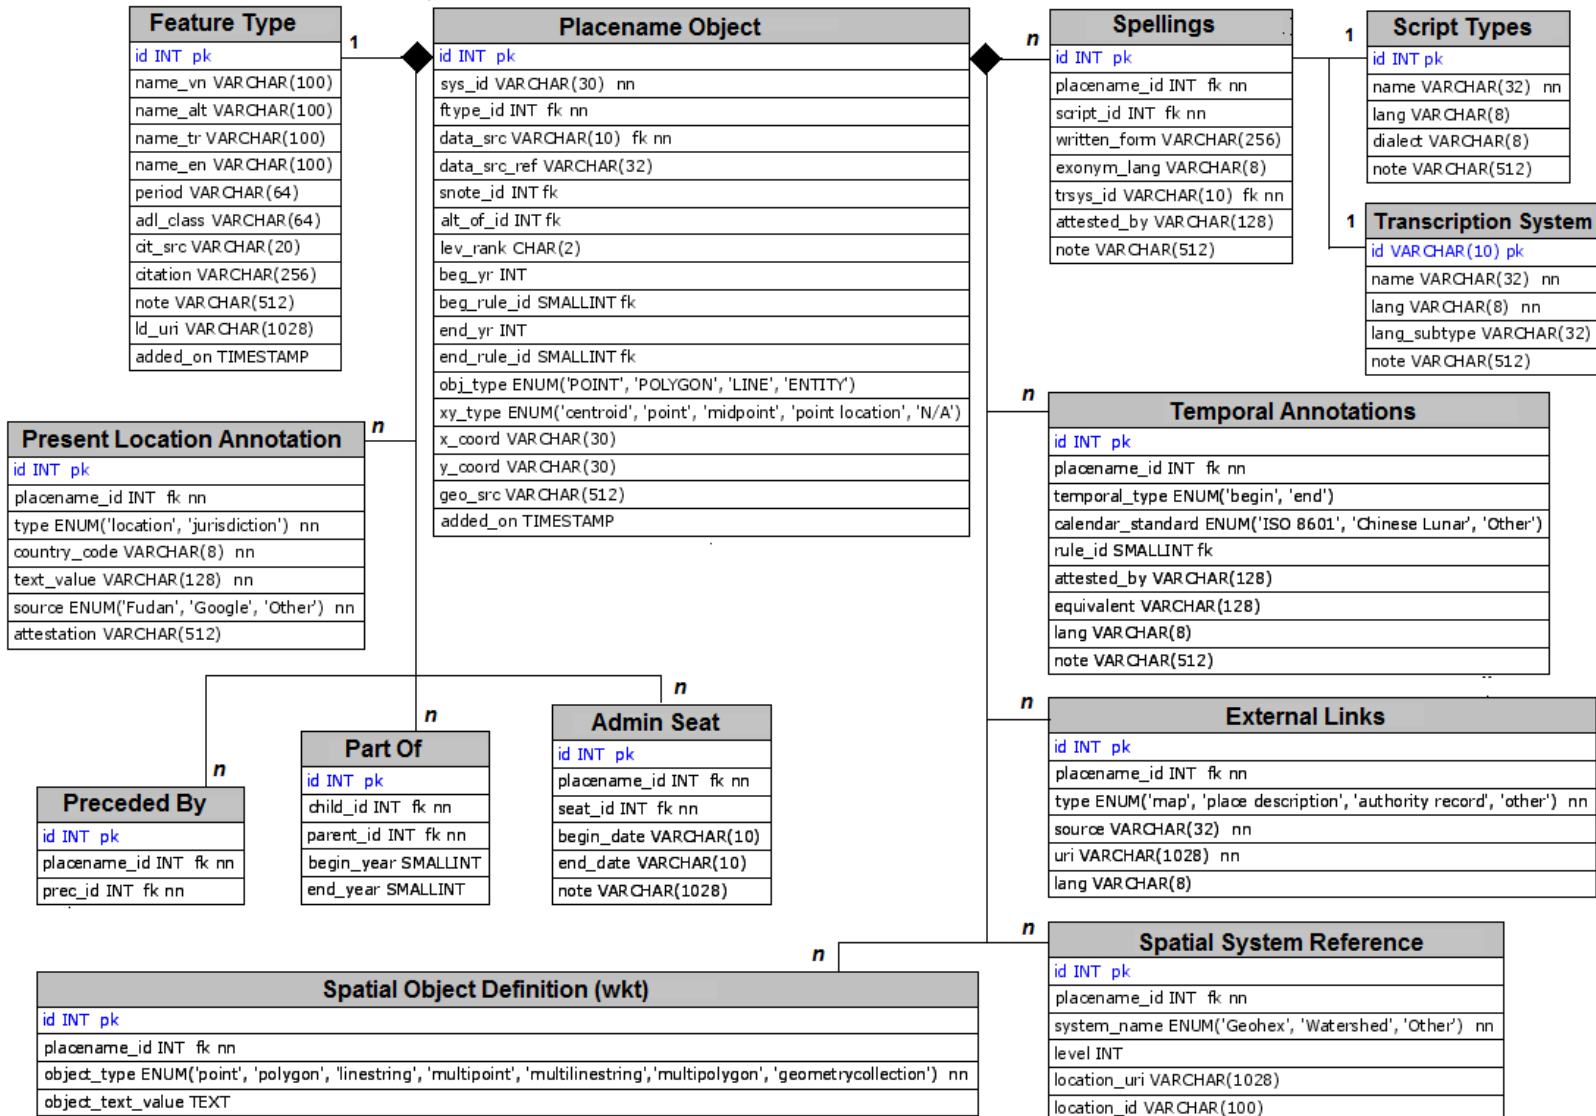 Feature Type
id INT pk
name_vn VARCHAR(100)
name_alt VARCHAR(100)
name_tr VARCHAR(100)
name_en VARCHAR(100)
period VARCHAR(64)
adl_class VARCHAR(64)
cit_src VARCHAR(20)
citation VARCHAR(256)
note VARCHAR(512)
ld_uri VARCHAR(1028)
added_on TIMESTAMP
1
Placename Object
id INT pk
sys_id VARCHAR(30) nn
ftype_id INT fk nn
data_src VARCHAR(10) fk nn
data_src_ref VARCHAR(32)
snote_id INT fk
alt_of_id INT fk
lev_rank CHAR(2)
beg_yr INT
beg_rule_id SMALLINT fk
end_yr INT
end_rule_id SMALLINT fk
obj_type ENUM('POINT', 'POLYGON', 'LINE', 'ENTITY')
xy_type ENUM('centroid', 'point', 'midpoint', 'point location', 'N/A')
x_coord VARCHAR(30)
y_coord VARCHAR(30)
geo_src VARCHAR(512)
added_on TIMESTAMP
n
Spellings
id INT pk
placename_id INT fk nn
script_id INT fk nn
written_form VARCHAR(256)
exonym_lang VARCHAR(8)
trsys_id VARCHAR(10) fk nn
attested_by VARCHAR(128)
note VARCHAR(512)
1
Script Types
id INT pk
name VARCHAR(32) nn
lang VARCHAR(8)
dialect VARCHAR(8)
note VARCHAR(512)
1
Transcription System
id VARCHAR(10) pk
name VARCHAR(32) nn
lang VARCHAR(8) nn
lang_subtype VARCHAR(32)
note VARCHAR(512)
n
Present Location Annotation
id INT pk
placename_id INT fk nn
type ENUM('location', 'jurisdiction') nn
country_code VARCHAR(8) nn
text_value VARCHAR(128) nn
source ENUM('Fudan', 'Google', 'Other') nn
attestation VARCHAR(512)
n
Temporal Annotations
id INT pk
placename_id INT fk nn
temporal_type ENUM('begin', 'end')
calendar_standard ENUM('ISO 8601', 'Chinese Lunar', 'Other')
rule_id SMALLINT fk
attested_by VARCHAR(128)
equivalent VARCHAR(128)
lang VARCHAR(8)
note VARCHAR(512)
n
Preceded By
id INT pk
placename_id INT fk nn
prec_id INT fk nn
n
Part Of
id INT pk
child_id INT fk nn
parent_id INT fk nn
begin_year SMALLINT
end_year SMALLINT
n
Admin Seat
id INT pk
placename_id INT fk nn
seat_id INT fk nn
begin_date VARCHAR(10)
end_date VARCHAR(10)
note VARCHAR(1028)
n
External Links
id INT pk
placename_id INT fk nn
type ENUM('map', 'place description', 'authority record', 'other') nn
source VARCHAR(32) nn
uri VARCHAR(1028) nn
lang VARCHAR(8)
n
Spatial Object Definition (wkt)
id INT pk
placename_id INT fk nn
object_type ENUM('point', 'polygon', 'linestring', 'multipoint', 'multilinestring','multipolygon', 'geometrycollection') nn
object_text_value TEXT
n
Spatial System Reference
id INT pk
placename_id INT fk nn
system_name ENUM('Geohex', 'Watershed', 'Other') nn
level INT
location_uri VARCHAR(1028)
location_id VARCHAR(100)